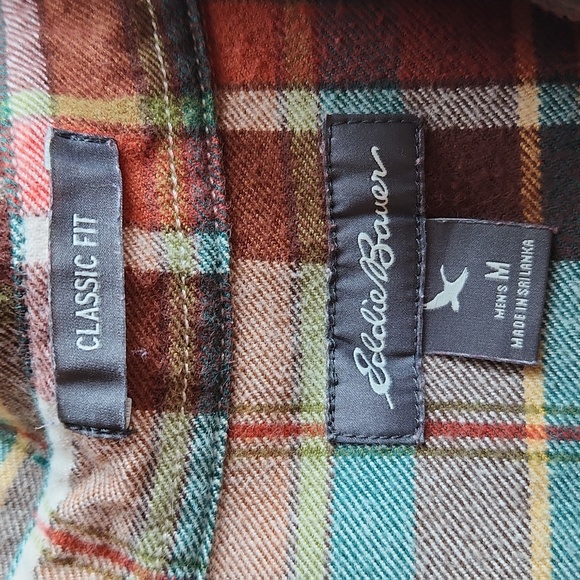 CLASSIC FIT
Eddie Bauer
MEN'S M
MADE IN SRI LANKA